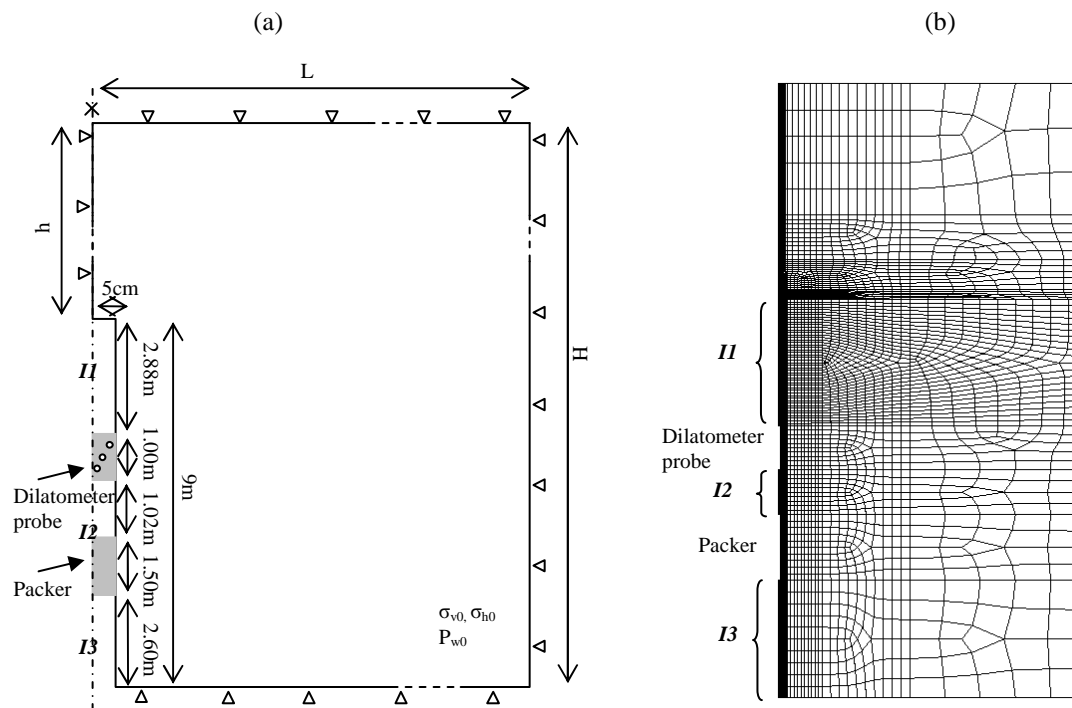 (a)
(b)
L
h
5cm
H
2.88m
I1
1.00m
9m
Dilatometer
probe
1.02m
I2
Packer
1.50m
I3
2.60m
σv0, σh0
Pw0
I1
Dilatometer
probe
I2
Packer
I3